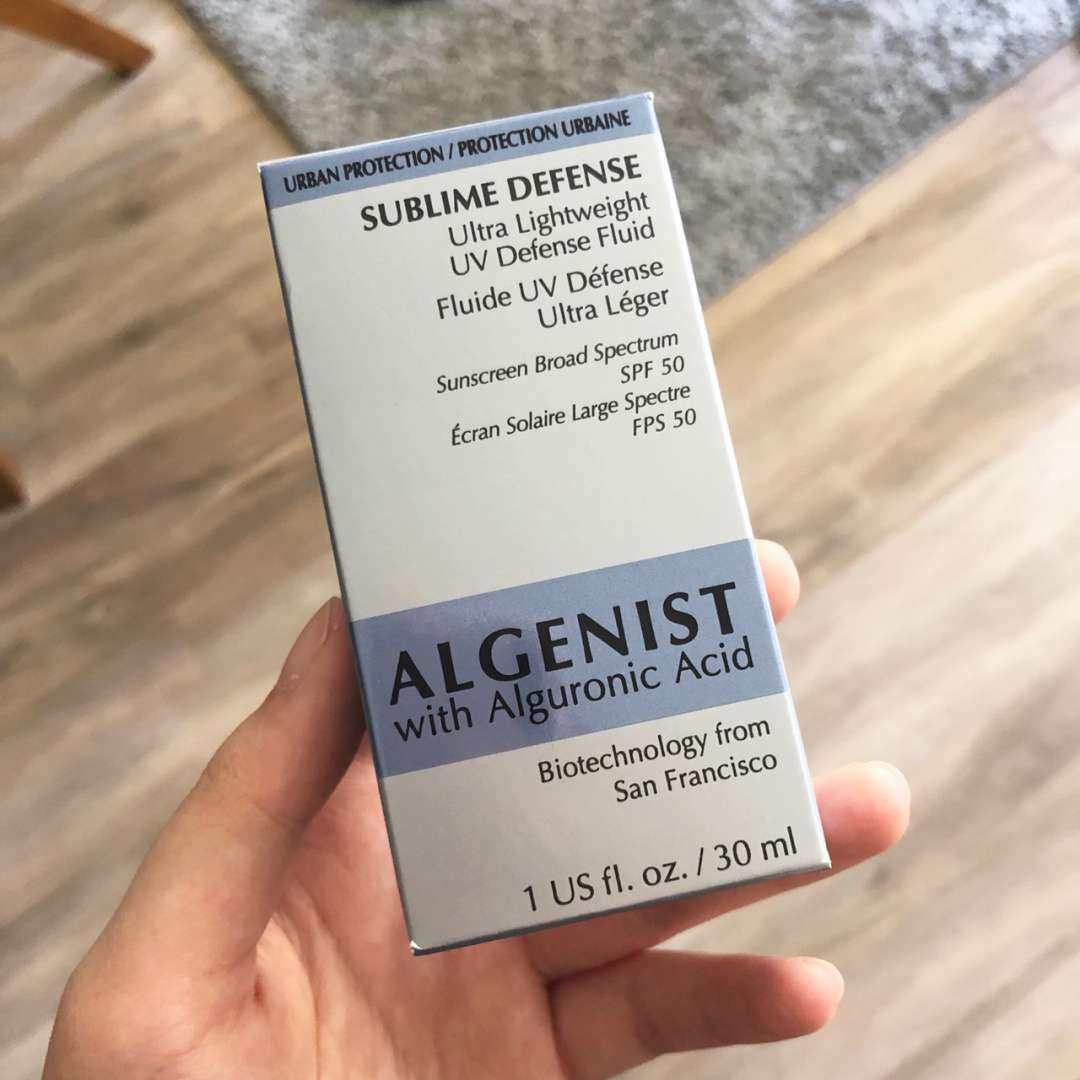 URBAN PROTECTION / PROTECTION URBAINE
SUBLIME DEFENSE
Ultra Lightweight
UV Defense Fluid
Fluide UV Défense
Ultra Léger
Sunscreen Broad Spectrum
SPF 50
Écran Solaire Large Spectre
FPS 50
ALGENIST
with Alguronic Acid
Biotechnology from
San Francisco
1 US fl. oz. / 30 ml